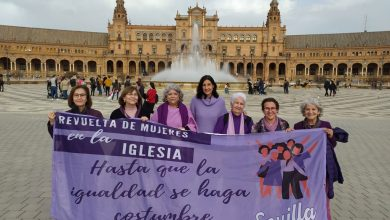 REVUELTA DE MUJERES
en la
IGLESIA
Hasta que la
igualdad se haga
costumbre
Sevilla